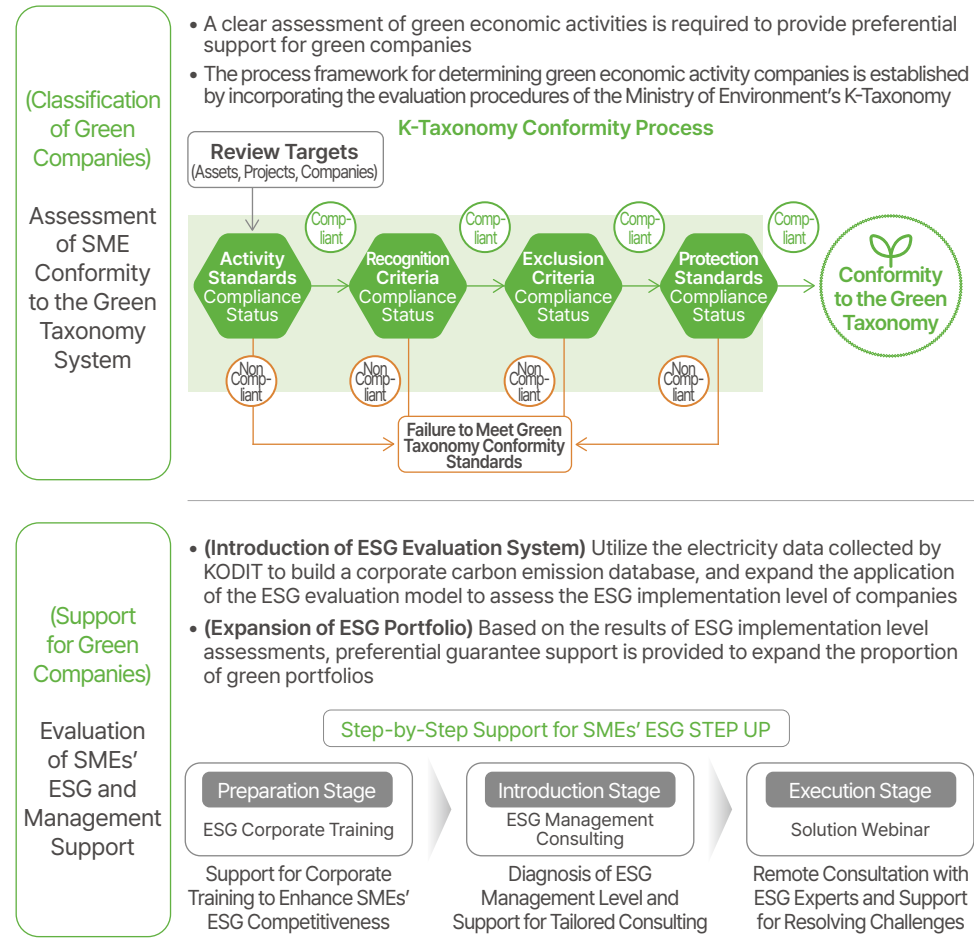 (Classification
of Green
Companies)
Assessment
of SME
Conformity
to the Green
Taxonomy
System
• A clear assessment of green economic activities is required to provide preferential
support for green companies
• The process framework for determining green economic activity companies is established
by incorporating the evaluation procedures of the Ministry of Environment's K-Taxonomy
K-Taxonomy Conformity Process
Review Targets
(Assets, Projects, Companies)
Comp-
liant
Comp-
liant
Comp-
liant
Comp-
liant
Activity
Standards
Compliance
Status
Recognition
Criteria
Compliance
Status
Exclusion
Criteria
Compliance
Status
Protection
Standards
Compliance
Status
Conformity
to the Green
Taxonomy
Non
Comp-
liant
Non
Comp-
liant
Non
Comp-
liant
Non
Comp-
liant
Failure to Meet Green
Taxonomy Conformity
Standards
(Support
for Green
Companies)
Evaluation
of SMEs'
ESG and
Management
Support
• (Introduction of ESG Evaluation System) Utilize the electricity data collected by
KODIT to build a corporate carbon emission database, and expand the application
of the ESG evaluation model to assess the ESG implementation level of companies
• (Expansion of ESG Portfolio) Based on the results of ESG implementation level
assessments, preferential guarantee support is provided to expand the proportion
of green portfolios
Step-by-Step Support for SMEs' ESG STEP UP
Preparation Stage
ESG Corporate Training
Support for Corporate
Training to Enhance SMEs'
ESG Competitiveness
Introduction Stage
ESG Management
Consulting
Diagnosis of ESG
Management Level and
Support for Tailored Consulting
Execution Stage
Solution Webinar
Remote Consultation with
ESG Experts and Support
for Resolving Challenges